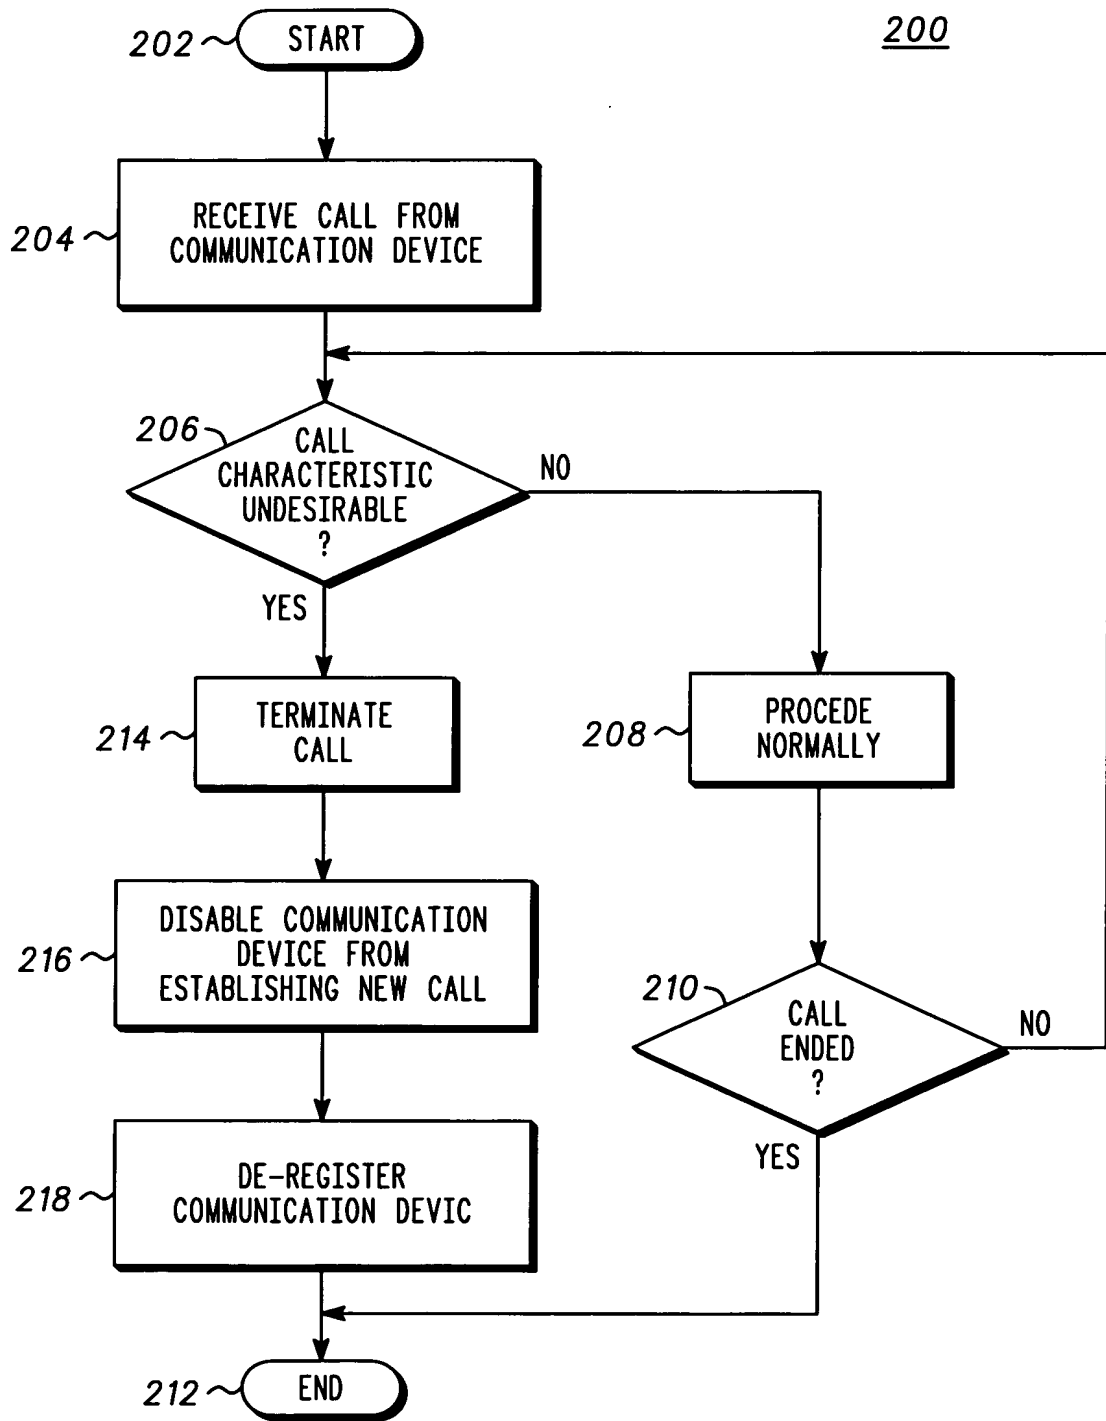 200
202
START
204
RECEIVE CALL FROM
COMMUNICATION DEVICE
206
CALL
CHARACTERISTIC
UNDESIRABLE
?
NO
YES
214
TERMINATE
CALL
208
PROCEDE
NORMALLY
216
DISABLE COMMUNICATION
DEVICE FROM
ESTABLISHING NEW CALL
210
CALL
ENDED
?
NO
YES
218
DE-REGISTER
COMMUNICATION DEVIC
212
END